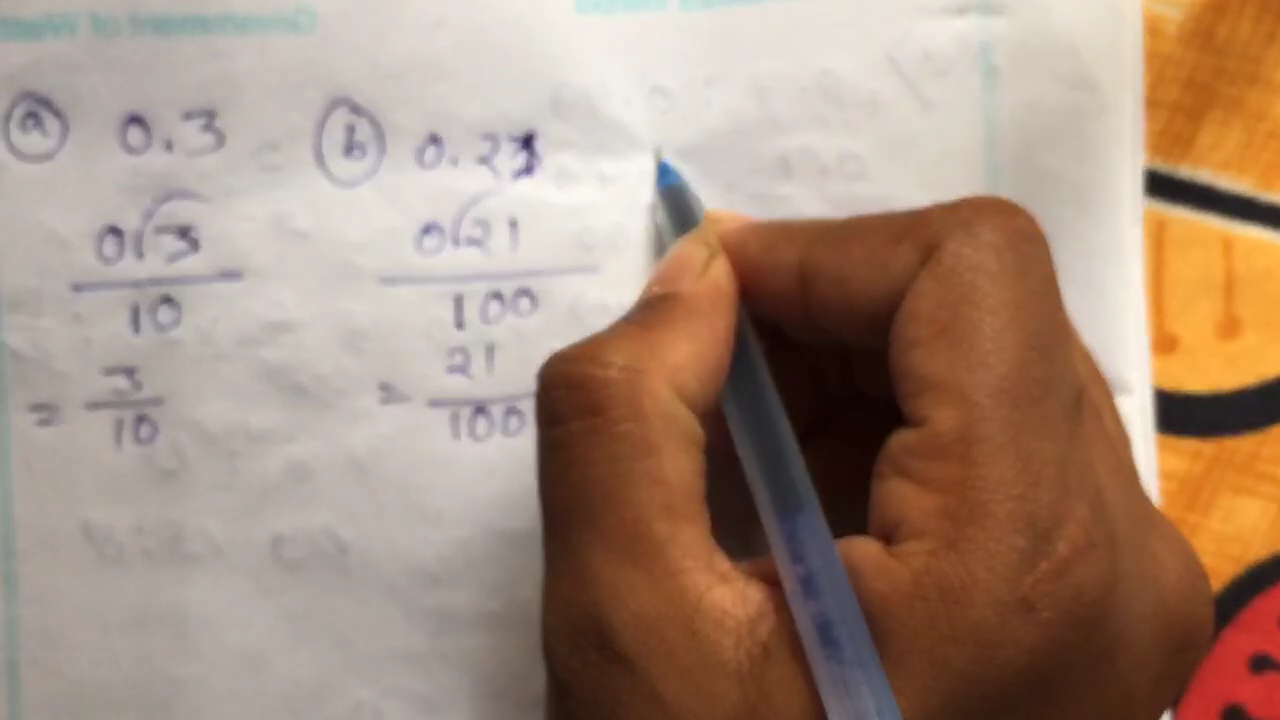 ⓐ 0.3 ⓑ 0.21
0(3 0(21
10 100
= 3/10 = 21/100